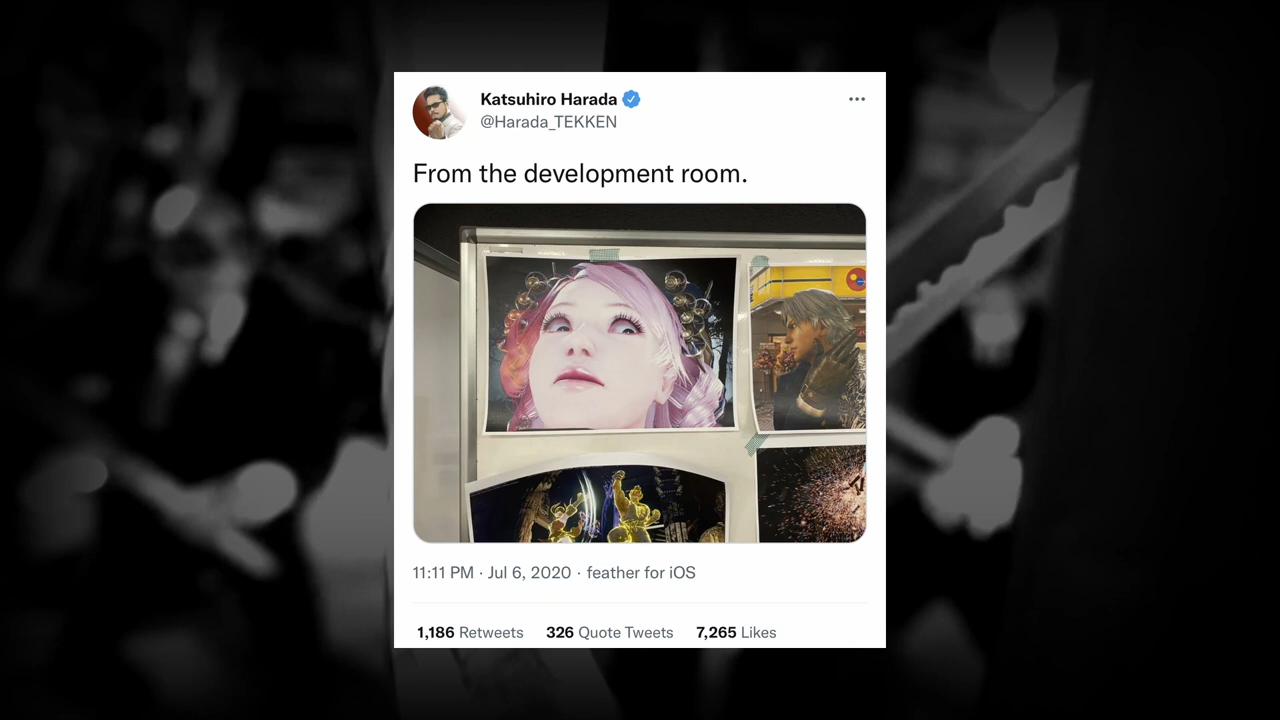 Katsuhiro Harada
@Harada_TEKKEN
From the development room.
11:11 PM · Jul 6, 2020 · feather for iOS
1,186 Retweets 326 Quote Tweets 7,265 Likes